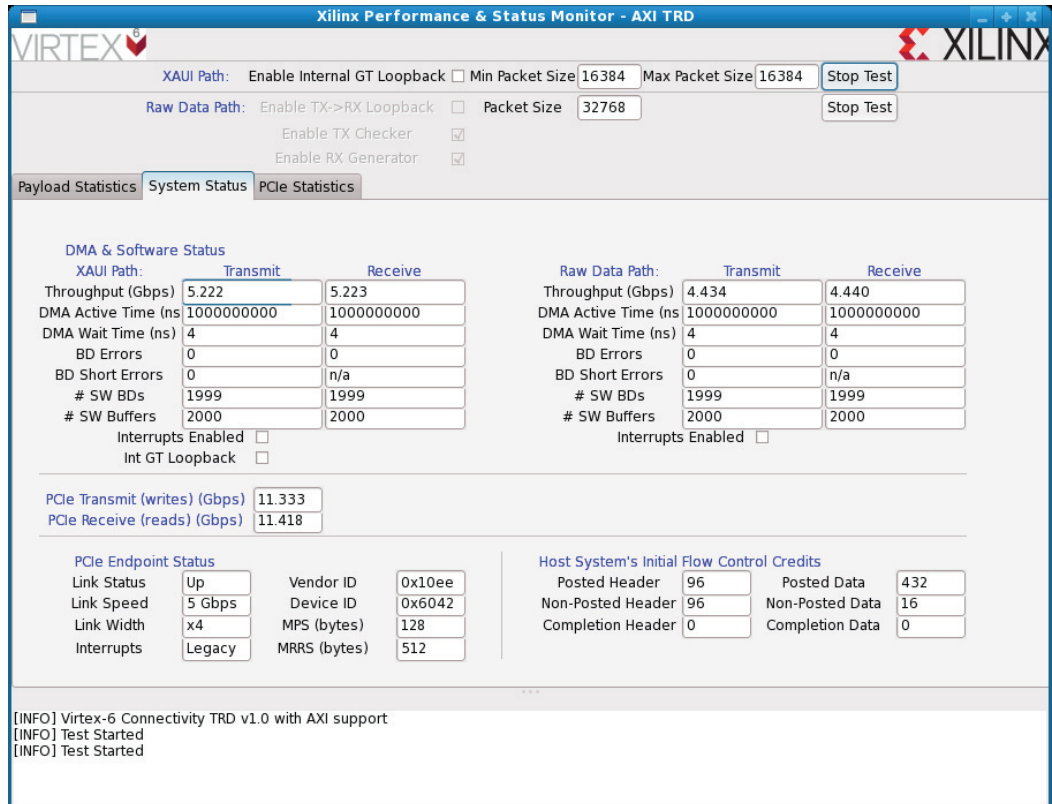 Xilinx Performance & Status Monitor - AXI TRD
VIRTEX 6
XILINX
XAUI Path: Enable Internal GT Loopback Min Packet Size 16384 Max Packet Size 16384 Stop Test
Raw Data Path: Enable TX->RX Loopback Packet Size 32768 Stop Test
Enable TX Checker
Enable RX Generator
Payload Statistics System Status PCIe Statistics
DMA & Software Status
XAUI Path: Transmit Receive Raw Data Path: Transmit Receive
Throughput (Gbps) 5.222 5.223 Throughput (Gbps) 4.434 4.440
DMA Active Time (ns 1000000000 1000000000 DMA Active Time (ns 1000000000 1000000000
DMA Wait Time (ns) 4 4 DMA Wait Time (ns) 4 4
BD Errors 0 0 BD Errors 0 0
BD Short Errors 0 n/a BD Short Errors 0 n/a
# SW BDs 1999 1999 # SW BDs 1999 1999
# SW Buffers 2000 2000 # SW Buffers 2000 2000
Interrupts Enabled Interrupts Enabled
Int GT Loopback
PCIe Transmit (writes) (Gbps) 11.333
PCIe Receive (reads) (Gbps) 11.418
PCIe Endpoint Status Host System's Initial Flow Control Credits
Link Status Up Vendor ID 0x10ee Posted Header 96 Posted Data 432
Link Speed 5 Gbps Device ID 0x6042 Non-Posted Header 96 Non-Posted Data 16
Link Width x4 MPS (bytes) 128 Completion Header 0 Completion Data 0
Interrupts Legacy MRRS (bytes) 512
[INFO] Virtex-6 Connectivity TRD v1.0 with AXI support
[INFO] Test Started
[INFO] Test Started